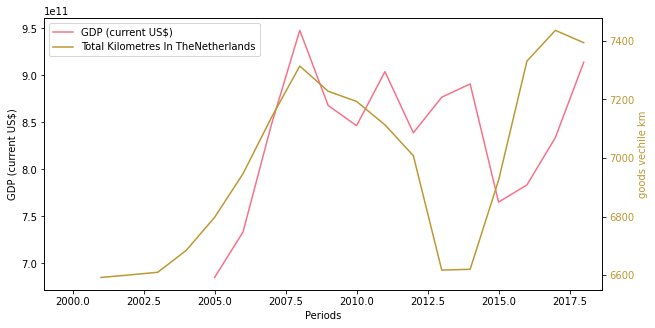 1e11
GDP (current US$)
Total Kilometres In TheNetherlands
9.5
9.0
8.5
8.0
7.5
7.0
GDP (current US$)
7400
7200
7000
6800
6600
goods vechile km
2000.0 2002.5 2005.0 2007.5 2010.0 2012.5 2015.0 2017.5
Periods